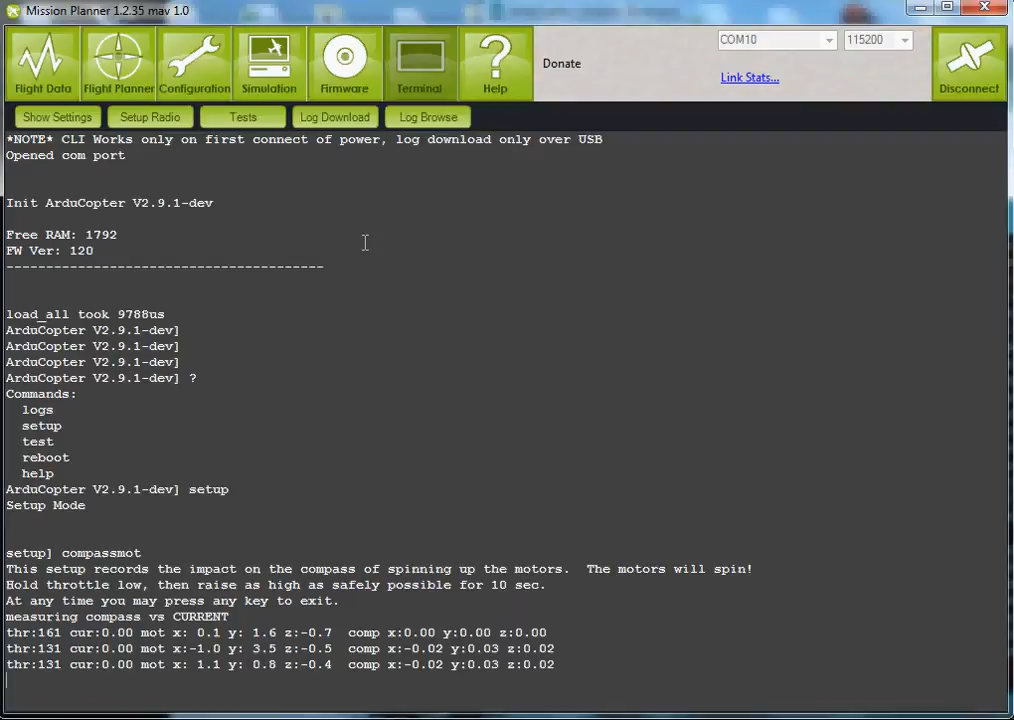 Mission Planner 1.2.35 mav 1.0
COM10 115200
Donate
Link Stats...
Flight Data Flight Planner Configuration Simulation Firmware Terminal Help Disconnect
Show Settings Setup Radio Tests Log Download Log Browse
*NOTE* CLI Works only on first connect of power, log download only over USB
Opened com port
Init ArduCopter V2.9.1-dev
Free RAM: 1792
FW Ver: 120
----------------------------------------
load_all took 9788us
ArduCopter V2.9.1-dev]
ArduCopter V2.9.1-dev]
ArduCopter V2.9.1-dev]
ArduCopter V2.9.1-dev] ?
Commands:
logs
setup
test
reboot
help
ArduCopter V2.9.1-dev] setup
Setup Mode
setup] compassmot
This setup records the impact on the compass of spinning up the motors.  The motors will spin!
Hold throttle low, then raise as high as safely possible for 10 sec.
At any time you may press any key to exit.
measuring compass vs CURRENT
thr:161 cur:0.00 mot x: 0.1 y: 1.6 z:-0.7  comp x:0.00 y:0.00 z:0.00
thr:131 cur:0.00 mot x:-1.0 y: 3.5 z:-0.5  comp x:-0.02 y:0.03 z:0.02
thr:131 cur:0.00 mot x: 1.1 y: 0.8 z:-0.4  comp x:-0.02 y:0.03 z:0.02